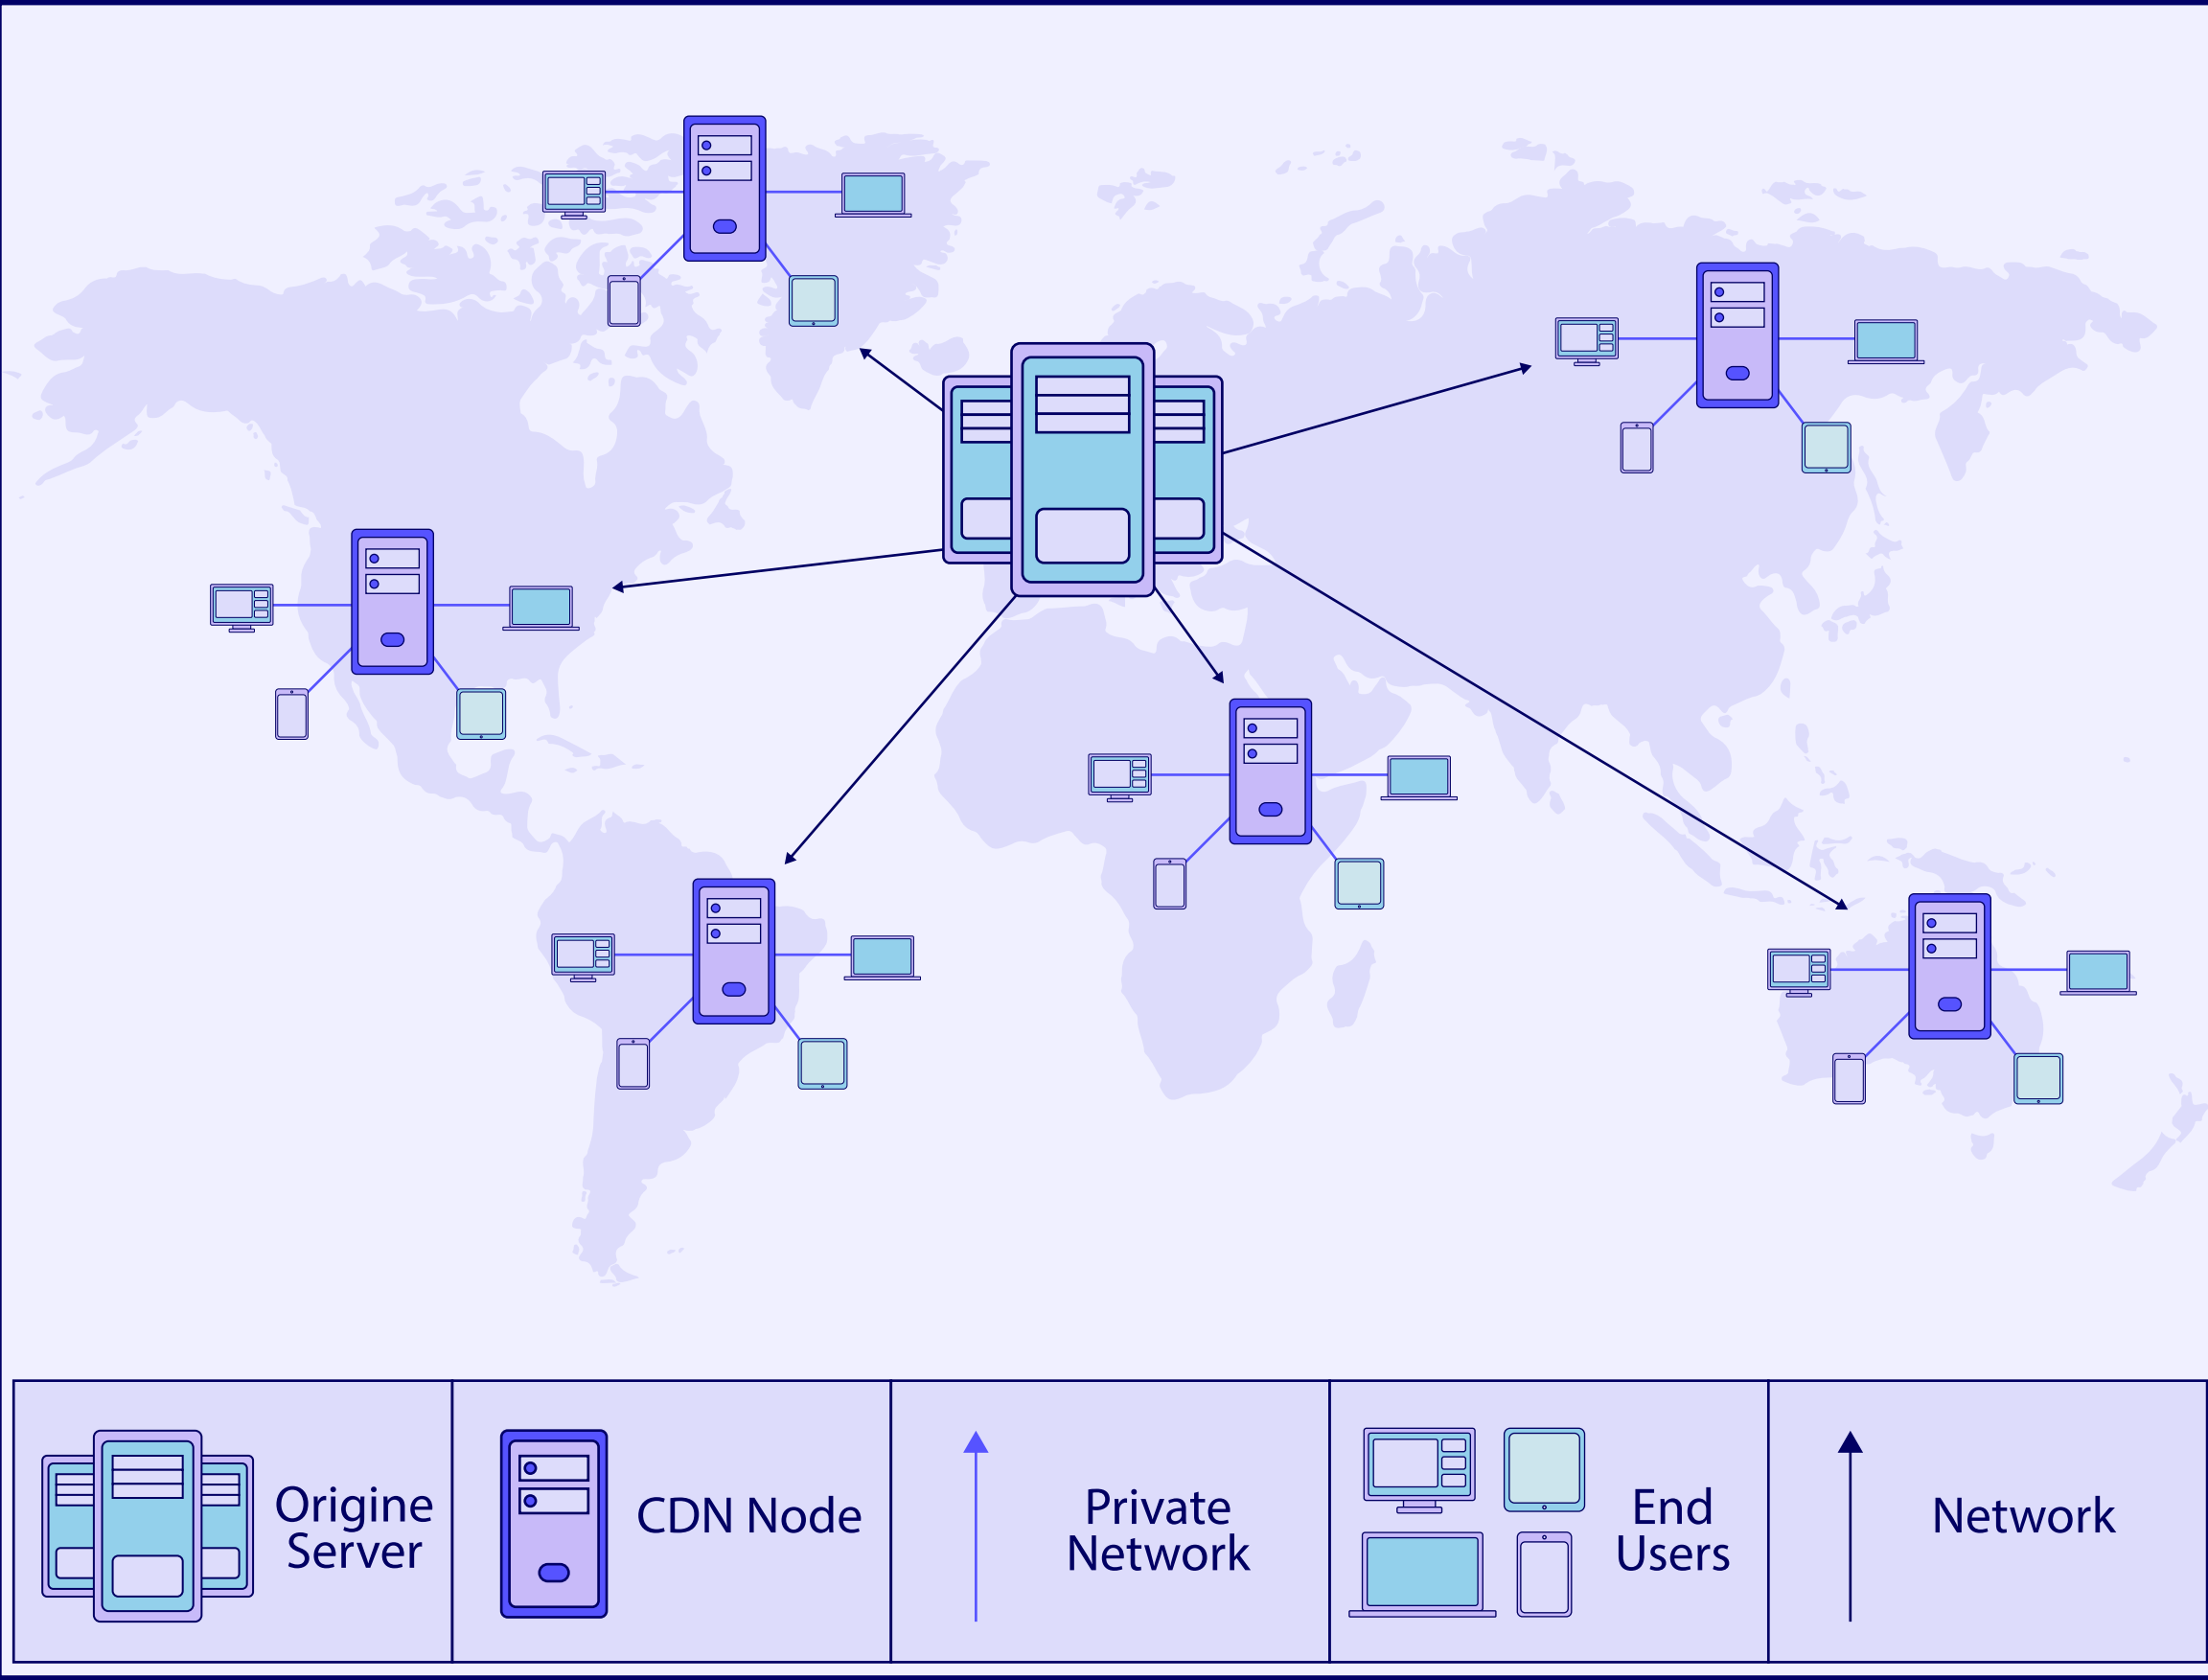 Origine
Server
CDN Node
Private
Network
End
Users
Network